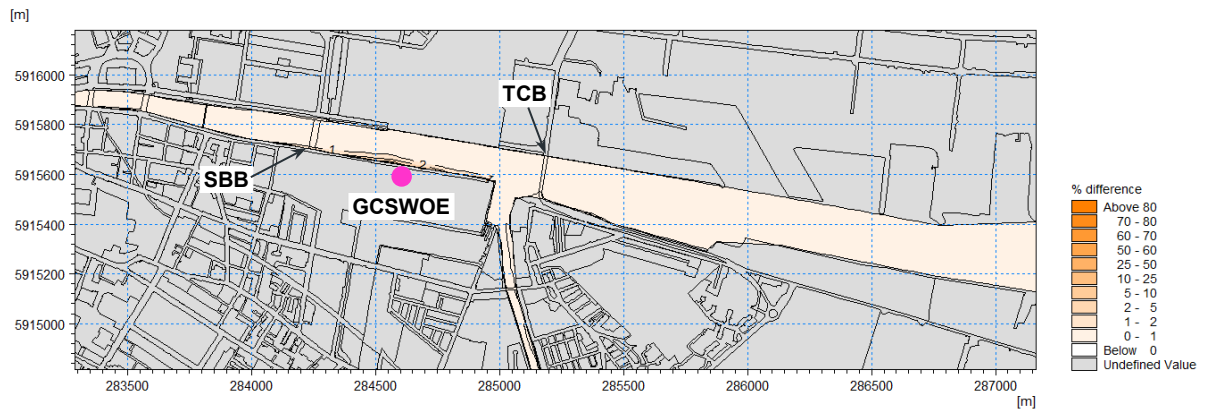 [m]
5916000
5915800
5915600
5915400
5915200
5915000
TCB
1
2
SBB
GCSWOE
283500 284000 284500 285000 285500 286000 286500 287000
[m]
% difference
Above 80
70 - 80
60 - 70
50 - 60
25 - 50
10 - 25
5 - 10
2 - 5
1 - 2
0 - 1
Below 0
Undefined Value